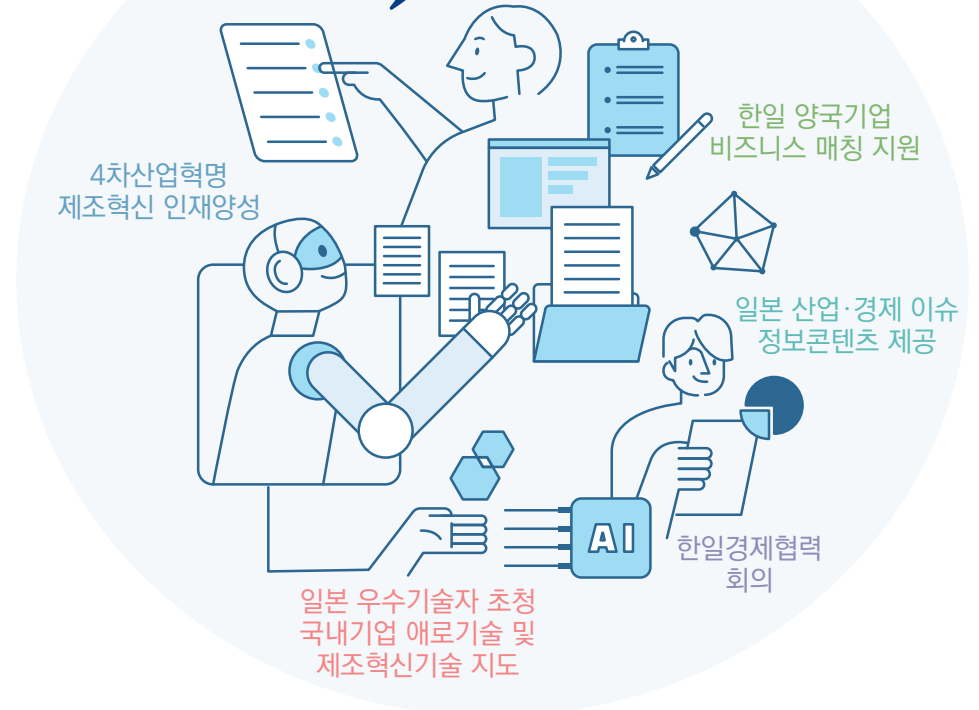 한일 양국기업
비즈니스 매칭 지원
4차산업혁명
제조혁신 인재양성
일본 산업·경제 이슈
정보콘텐츠 제공
AI
한일경제협력
회의
일본 우수기술자 초청
국내기업 애로기술 및
제조혁신기술 지도